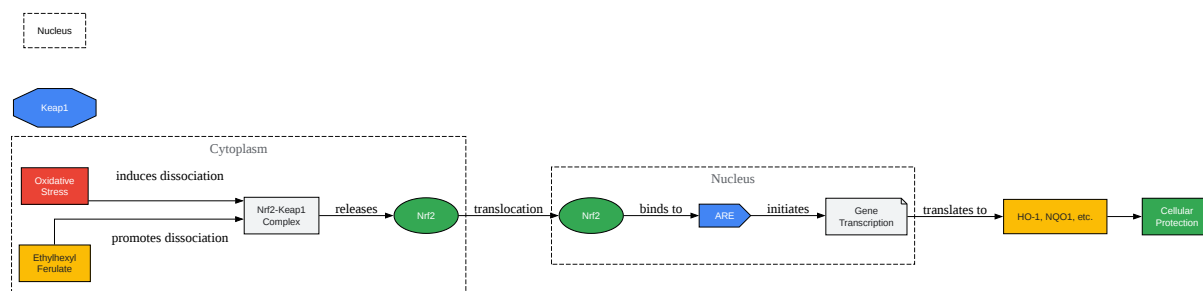 Nucleus
Keap1
Cytoplasm
Oxidative
Stress
induces dissociation
Nrf2-Keap1
Complex
releases
Nrf2
promotes dissociation
Ethylhexyl
Ferulate
translocation
Nucleus
Nrf2
binds to
ARE
initiates
Gene
Transcription
translates to
HO-1, NQO1, etc.
Cellular
Protection